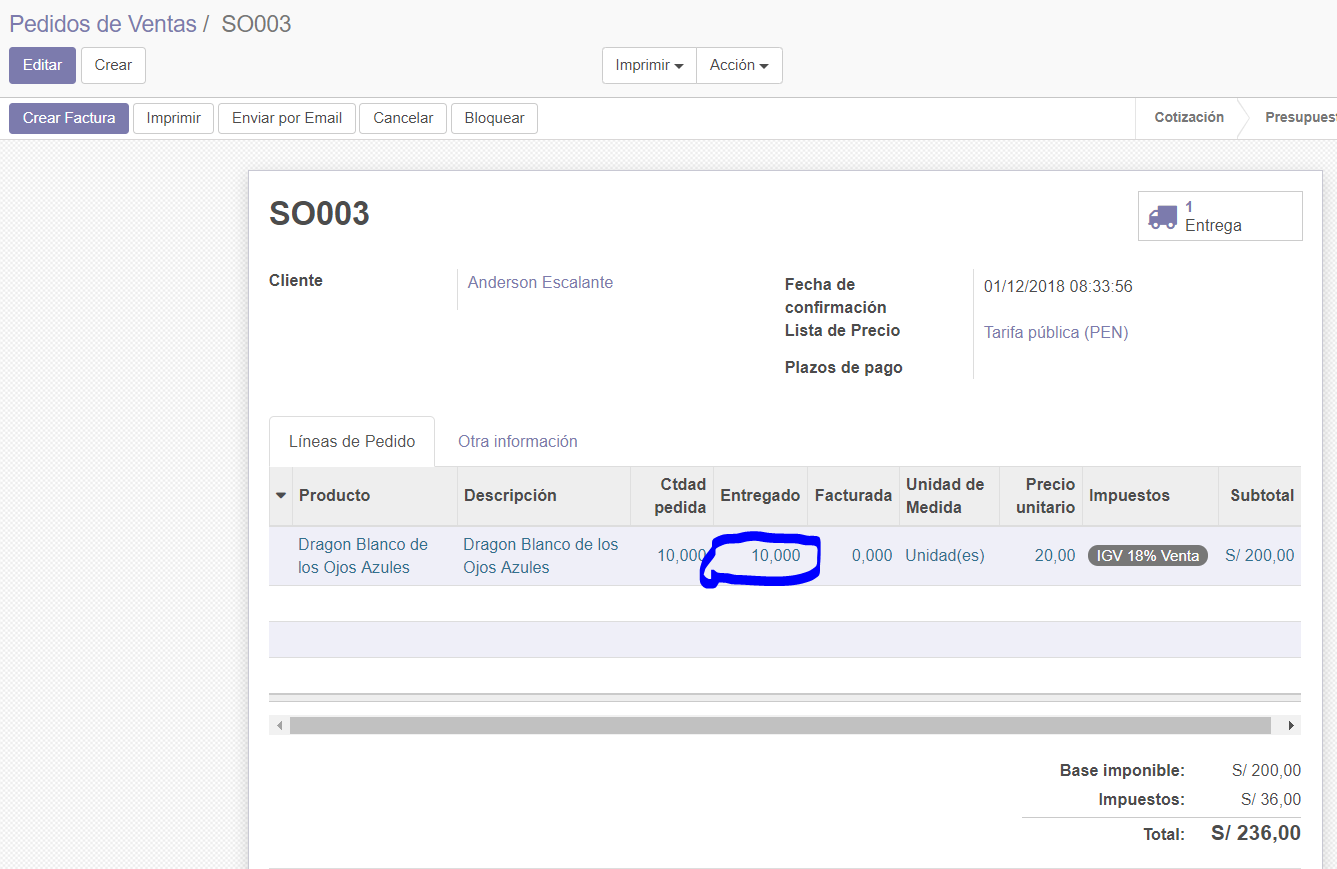 Pedidos de Ventas / SO003
Editar Crear Imprimir Acción
Crear Factura Imprimir Enviar por Email Cancelar Bloquear Cotización Presupues
SO003
1
Entrega
Cliente Anderson Escalante
Fecha de
confirmación
01/12/2018 08:33:56
Lista de Precio Tarifa pública (PEN)
Plazos de pago
Líneas de Pedido Otra información
Producto Descripción Ctdad
pedida Entregado Facturada Unidad de
Medida Precio
unitario Impuestos Subtotal
Dragon Blanco de
los Ojos Azules Dragon Blanco de los
Ojos Azules 10,000 10,000 0,000 Unidad(es) 20,00 IGV 18% Venta S/ 200,00
Base imponible: S/ 200,00
Impuestos: S/ 36,00
Total: S/ 236,00